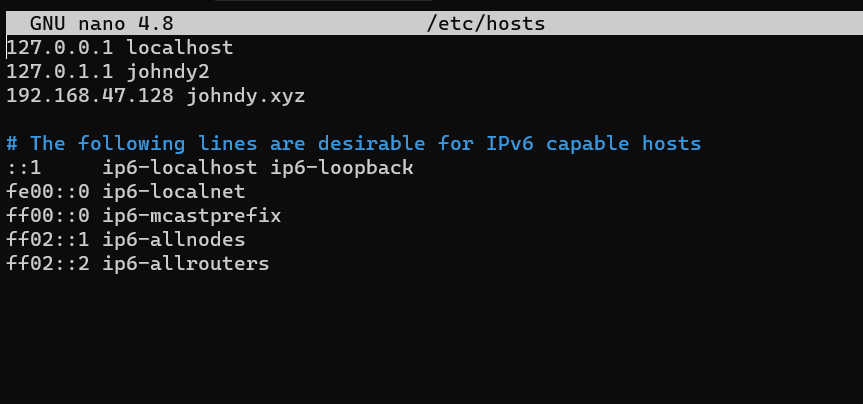 GNU nano 4.8 /etc/hosts
127.0.0.1 localhost
127.0.1.1 johndy2
192.168.47.128 johndy.xyz
# The following lines are desirable for IPv6 capable hosts
::1     ip6-localhost ip6-loopback
fe00::0 ip6-localnet
ff00::0 ip6-mcastprefix
ff02::1 ip6-allnodes
ff02::2 ip6-allrouters